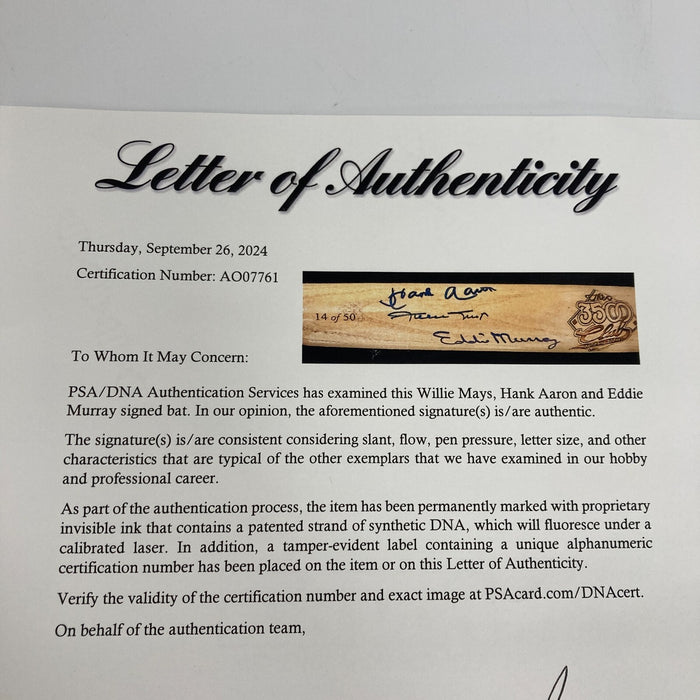 Letter of Authenticity
Thursday, September 26, 2024
Certification Number: AO07761
Hank Aaron
14 of 50
Willie Mays
Eddie Murray
3500
Club
To Whom It May Concern:
PSA/DNA Authentication Services has examined this Willie Mays, Hank Aaron and Eddie
Murray signed bat. In our opinion, the aforementioned signature(s) is/are authentic.
The signature(s) is/are consistent considering slant, flow, pen pressure, letter size, and other
characteristics that are typical of the other exemplars that we have examined in our hobby
and professional career.
As part of the authentication process, the item has been permanently marked with proprietary
invisible ink that contains a patented strand of synthetic DNA, which will fluoresce under a
calibrated laser. In addition, a tamper-evident label containing a unique alphanumeric
certification number has been placed on the item or on this Letter of Authenticity.
Verify the validity of the certification number and exact image at PSAcard.com/DNAcert.
On behalf of the authentication team,